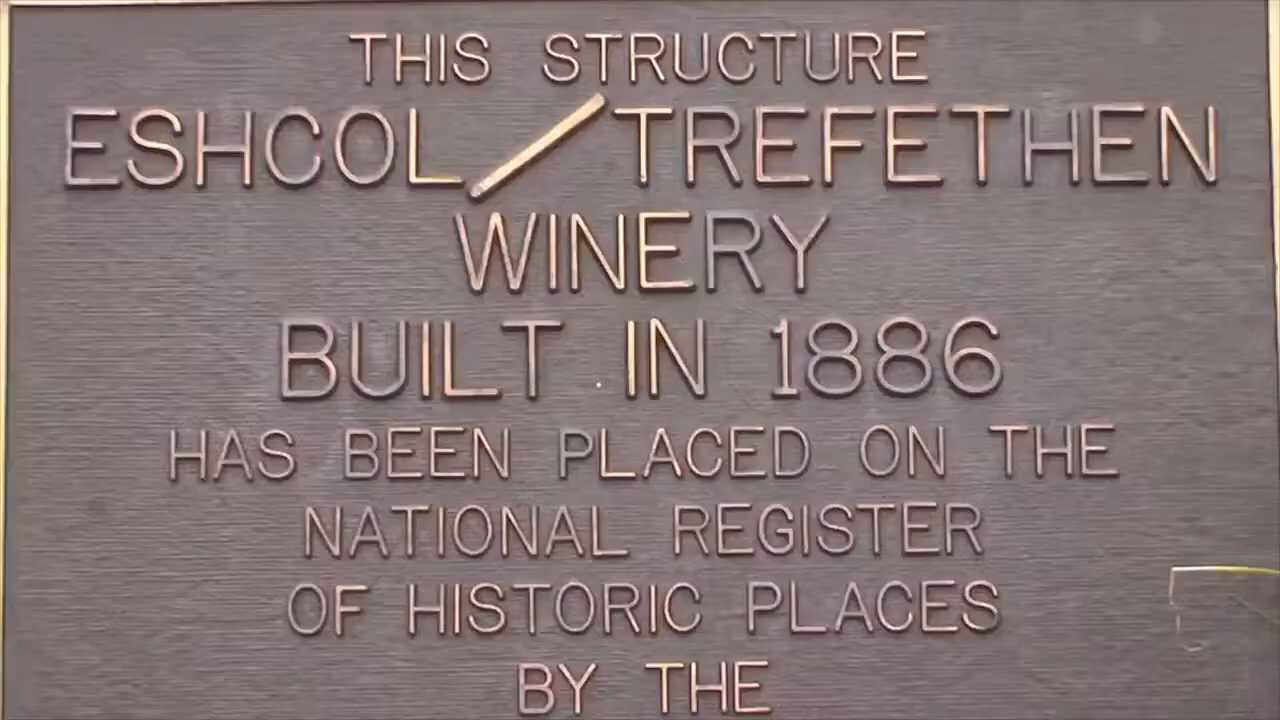 THIS STRUCTURE
ESHCOL/TREFETHEN
WINERY
BUILT IN 1886
HAS BEEN PLACED ON THE
NATIONAL REGISTER
OF HISTORIC PLACES
BY THE